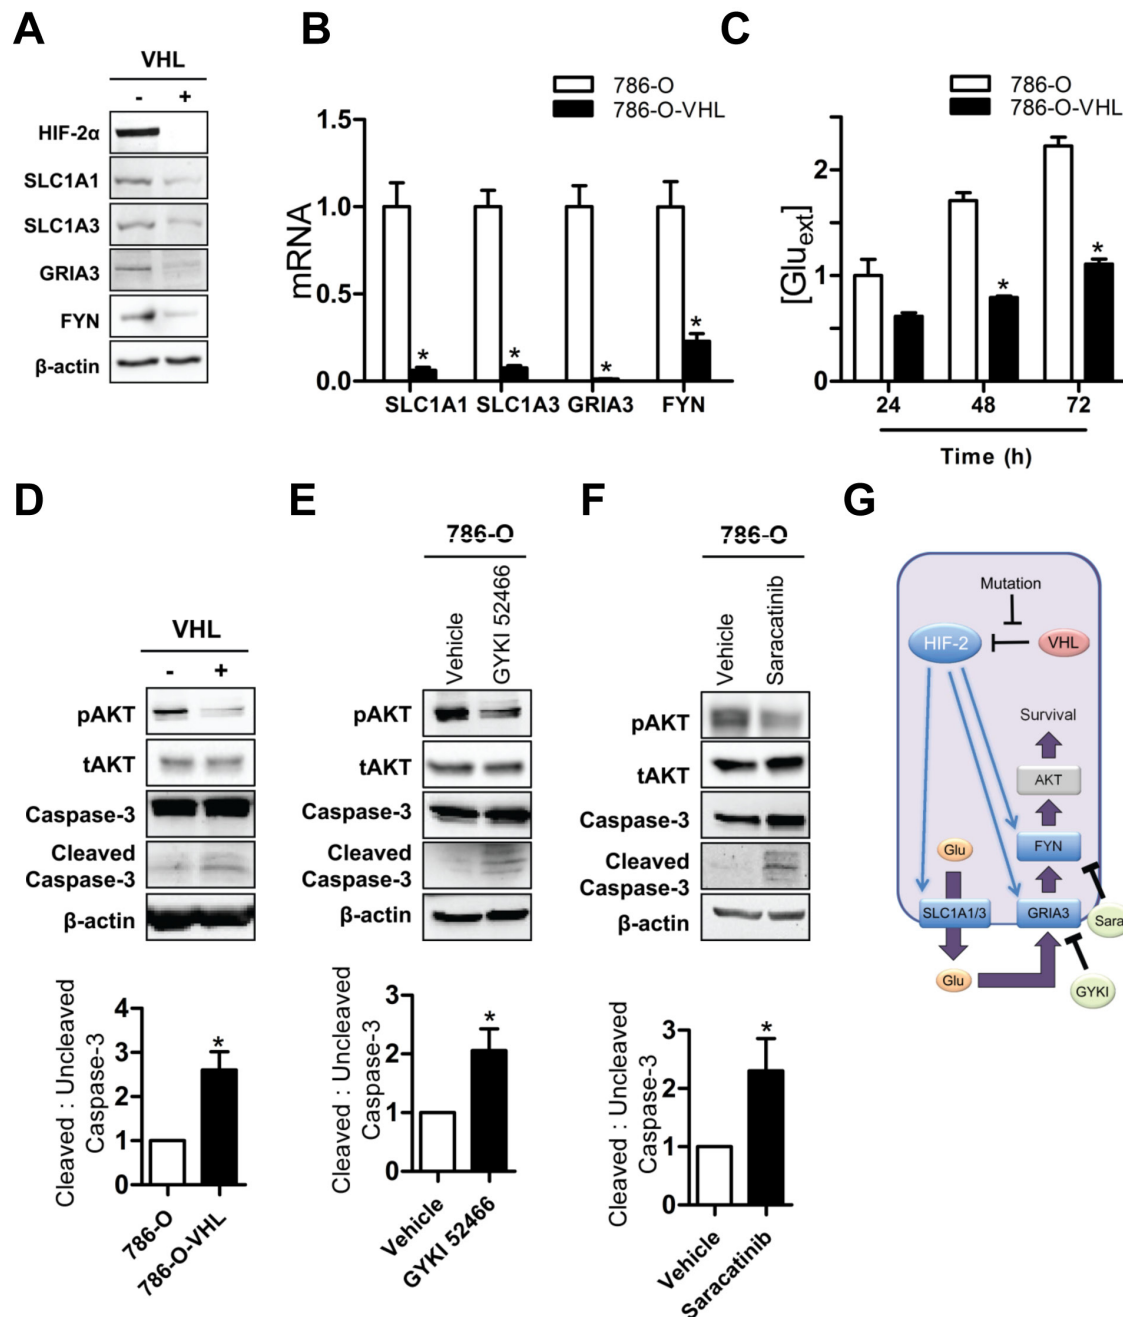 A
VHL
- +
HIF-2α
SLC1A1
SLC1A3
GRIA3
FYN
β-actin
B
786-O
786-O-VHL
mRNA
1.5
1.0
0.5
0.0
SLC1A1 SLC1A3 GRIA3 FYN
* * * *
C
786-O
786-O-VHL
[Glu_ext]
2
1
0
* *
24 48 72
Time (h)
D
VHL
- +
pAKT
tAKT
Caspase-3
Cleaved
Caspase-3
β-actin
Cleaved : Uncleaved
Caspase-3
4
3
2
1
0
*
786-O
786-O-VHL
E
786-O
Vehicle
GYKI 52466
pAKT
tAKT
Caspase-3
Cleaved
Caspase-3
β-actin
Cleaved : Uncleaved
Caspase-3
3
2
1
0
*
Vehicle
GYKI 52466
F
786-O
Vehicle
Saracatinib
pAKT
tAKT
Caspase-3
Cleaved
Caspase-3
β-actin
Cleaved : Uncleaved
Caspase-3
3
2
1
0
*
Vehicle
Saracatinib
G
Mutation
HIF-2
VHL
Survival
AKT
FYN
Glu
SLC1A1/3
GRIA3
Sara
Glu
GYKI